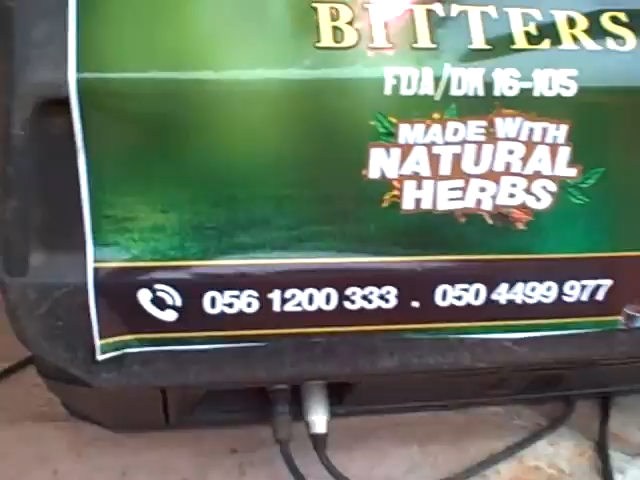 BITTERS
FDA/DK 16-105
MADE WITH
NATURAL
HERBS
056 1200 333 . 050 4499 977